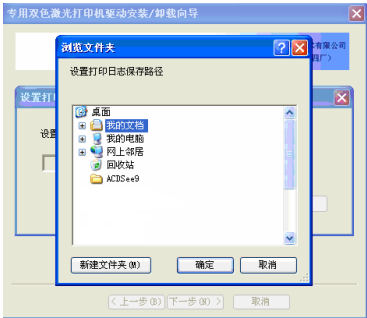 专用双色激光打印机驱动安装/卸载向导
有限公司
浏览文件夹
四厂)
设置打印日志保存路径
设置打
桌面
我的文档
设置
我的电脑
网上邻居
回收站
ACDSee9
新建文件夹(M)
确定
取消
< 上一步(B)
下一步(N) >
取消